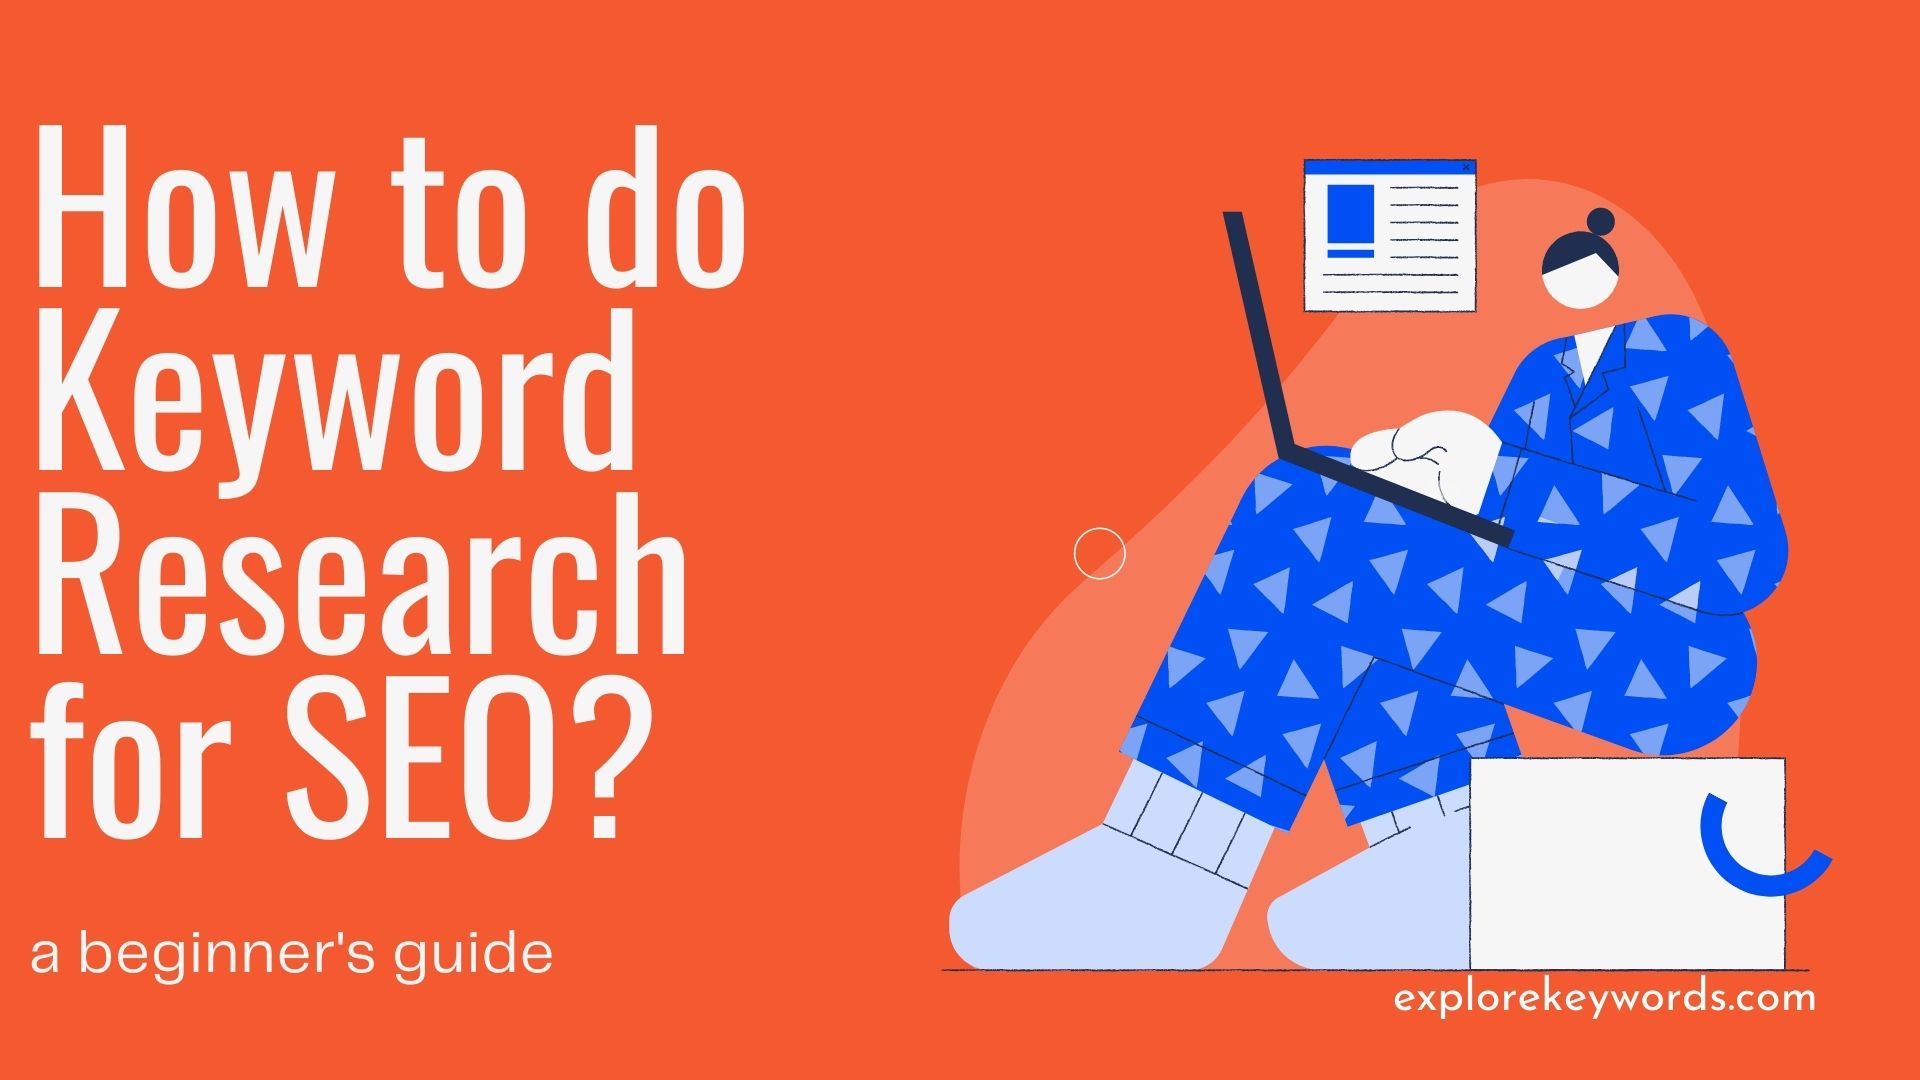 How to do
Keyword
Research
for SEO?
a beginner's guide
explorekeywords.com